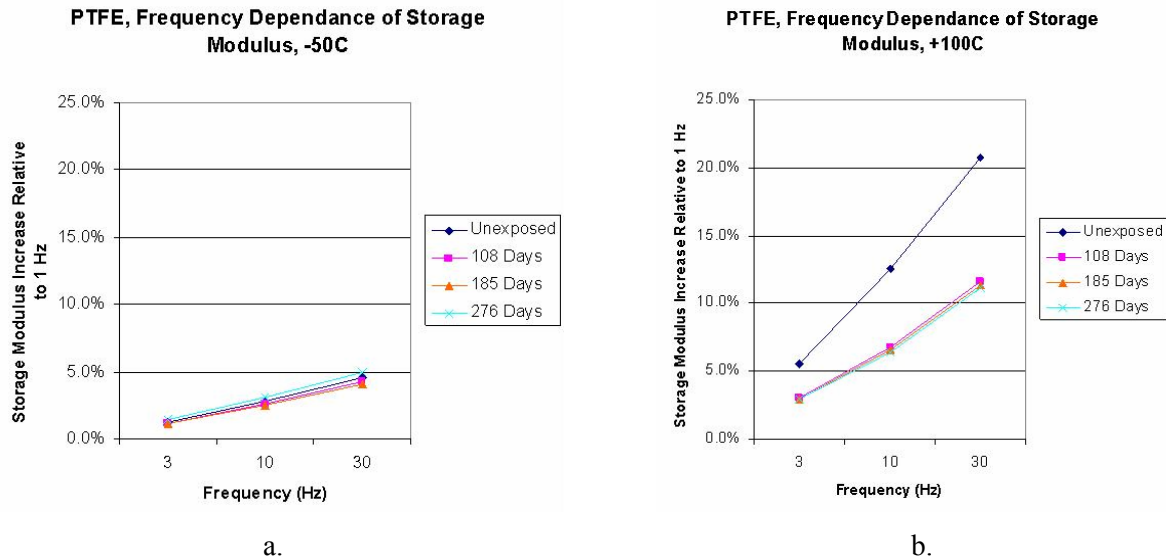 PTFE, Frequency Dependance of Storage
Modulus, -50C
Storage Modulus Increase Relative
to 1 Hz
25.0%
20.0%
15.0%
10.0%
5.0%
0.0%
3 10 30
Frequency (Hz)
Unexposed
108 Days
185 Days
276 Days
a.
PTFE, Frequency Dependance of Storage
Modulus, +100C
Storage Modulus Increase Relative to 1 Hz
25.0%
20.0%
15.0%
10.0%
5.0%
0.0%
3 10 30
Frequency (Hz)
Unexposed
108 Days
185 Days
276 Days
b.